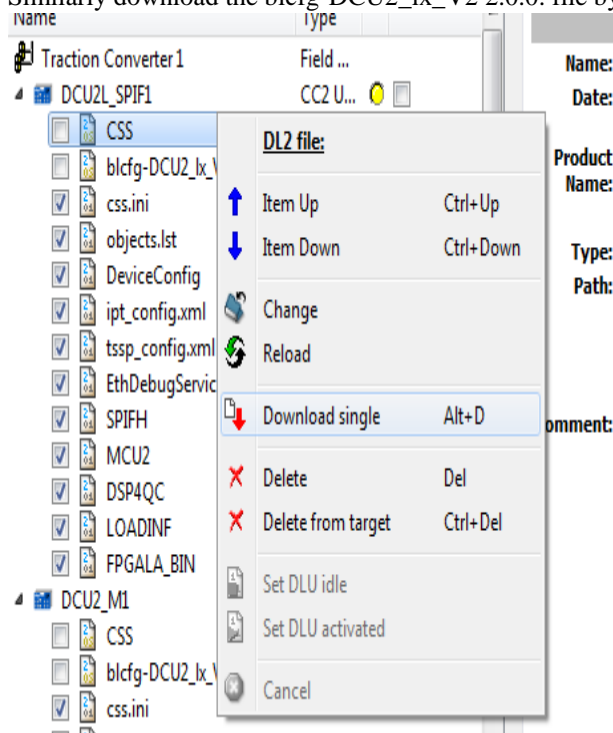 Similarly download the blcfg-DCU2_lx_V2 2.0.0. file by
Name Type
Traction Converter 1 Field ...
DCU2L_SPIF1 CC2 U...
CSS
blcfg-DCU2_lx_V
css.ini
objects.lst
DeviceConfig
ipt_config.xml
tssp_config.xml
EthDebugServic
SPIFH
MCU2
DSP4QC
LOADINF
FPGALA_BIN
DCU2_M1
CSS
blcfg-DCU2_lx_V
css.ini
DL2 file:
Item Up Ctrl+Up
Item Down Ctrl+Down
Change
Reload
Download single Alt+D
Delete Del
Delete from target Ctrl+Del
Set DLU idle
Set DLU activated
Cancel
Name:
Date:
Product
Name:
Type:
Path:
omment: